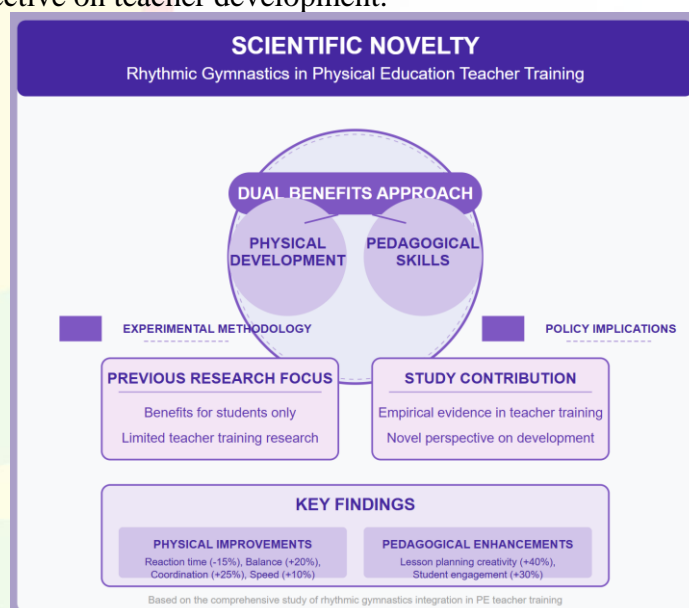 ective on teacher development.
SCIENTIFIC NOVELTY
Rhythmic Gymnastics in Physical Education Teacher Training
DUAL BENEFITS APPROACH
PHYSICAL
DEVELOPMENT
PEDAGOGICAL
SKILLS
EXPERIMENTAL METHODOLOGY
POLICY IMPLICATIONS
PREVIOUS RESEARCH FOCUS
Benefits for students only
Limited teacher training research
STUDY CONTRIBUTION
Empirical evidence in teacher training
Novel perspective on development
KEY FINDINGS
PHYSICAL IMPROVEMENTS
Reaction time (-15%), Balance (+20%),
Coordination (+25%), Speed (+10%)
PEDAGOGICAL ENHANCEMENTS
Lesson planning creativity (+40%),
Student engagement (+30%)
Based on the comprehensive study of rhythmic gymnastics integration in PE teacher training